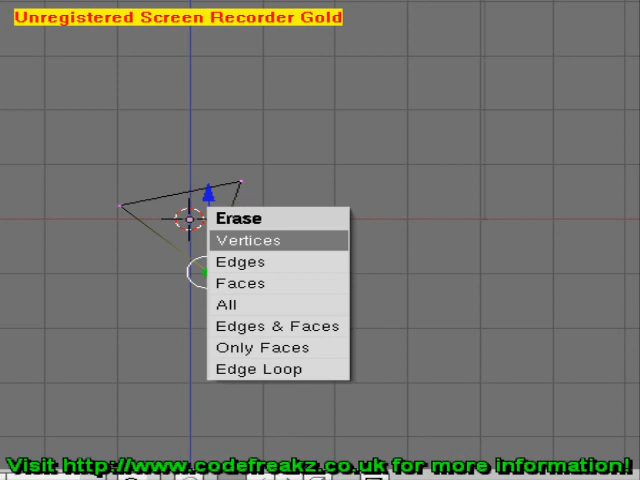 Unregistered Screen Recorder Gold
Erase
Vertices
Edges
Faces
All
Edges & Faces
Only Faces
Edge Loop
Visit http://www.codefreakz.co.uk for more information!